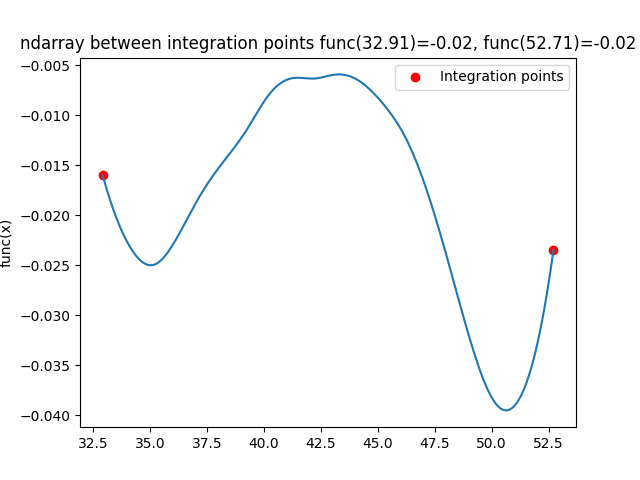 ndarray between integration points func(32.91)=-0.02, func(52.71)=-0.02
Integration points
func(x)
−0.005
−0.010
−0.015
−0.020
−0.025
−0.030
−0.035
−0.040
32.5 35.0 37.5 40.0 42.5 45.0 47.5 50.0 52.5